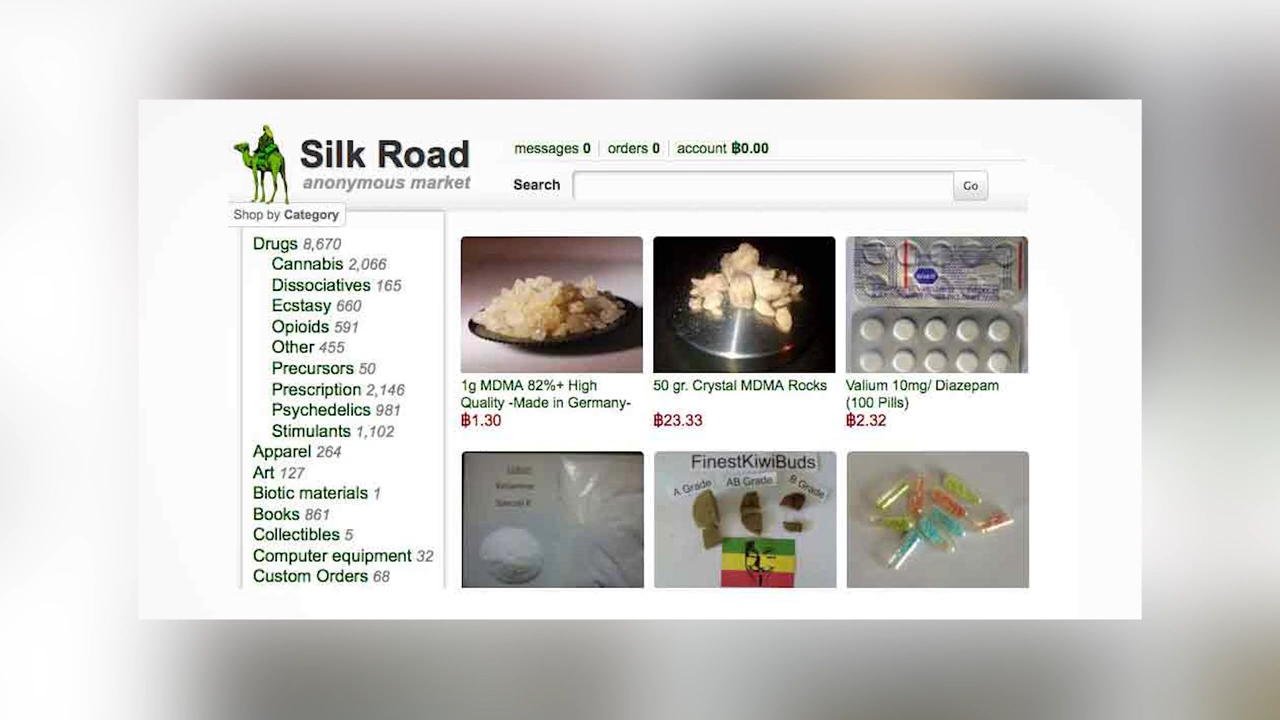 Silk Road
anonymous market
messages 0
orders 0
account ฿0.00
Search
Go
Shop by Category
Drugs 8,670
Cannabis 2,066
Dissociatives 165
Ecstasy 660
Opioids 591
Other 455
Precursors 50
Prescription 2,146
Psychedelics 981
Stimulants 1,102
Apparel 264
Art 127
Biotic materials 1
Books 861
Collectibles 5
Computer equipment 32
Custom Orders 68
1g MDMA 82%+ High
Quality -Made in Germany-
฿1.30
50 gr. Crystal MDMA Rocks
฿23.33
Valium 10mg/ Diazepam
(100 Pills)
฿2.32
Ketamine
Special K
FinestKiwiBuds
A Grade
AB Grade
B Grade